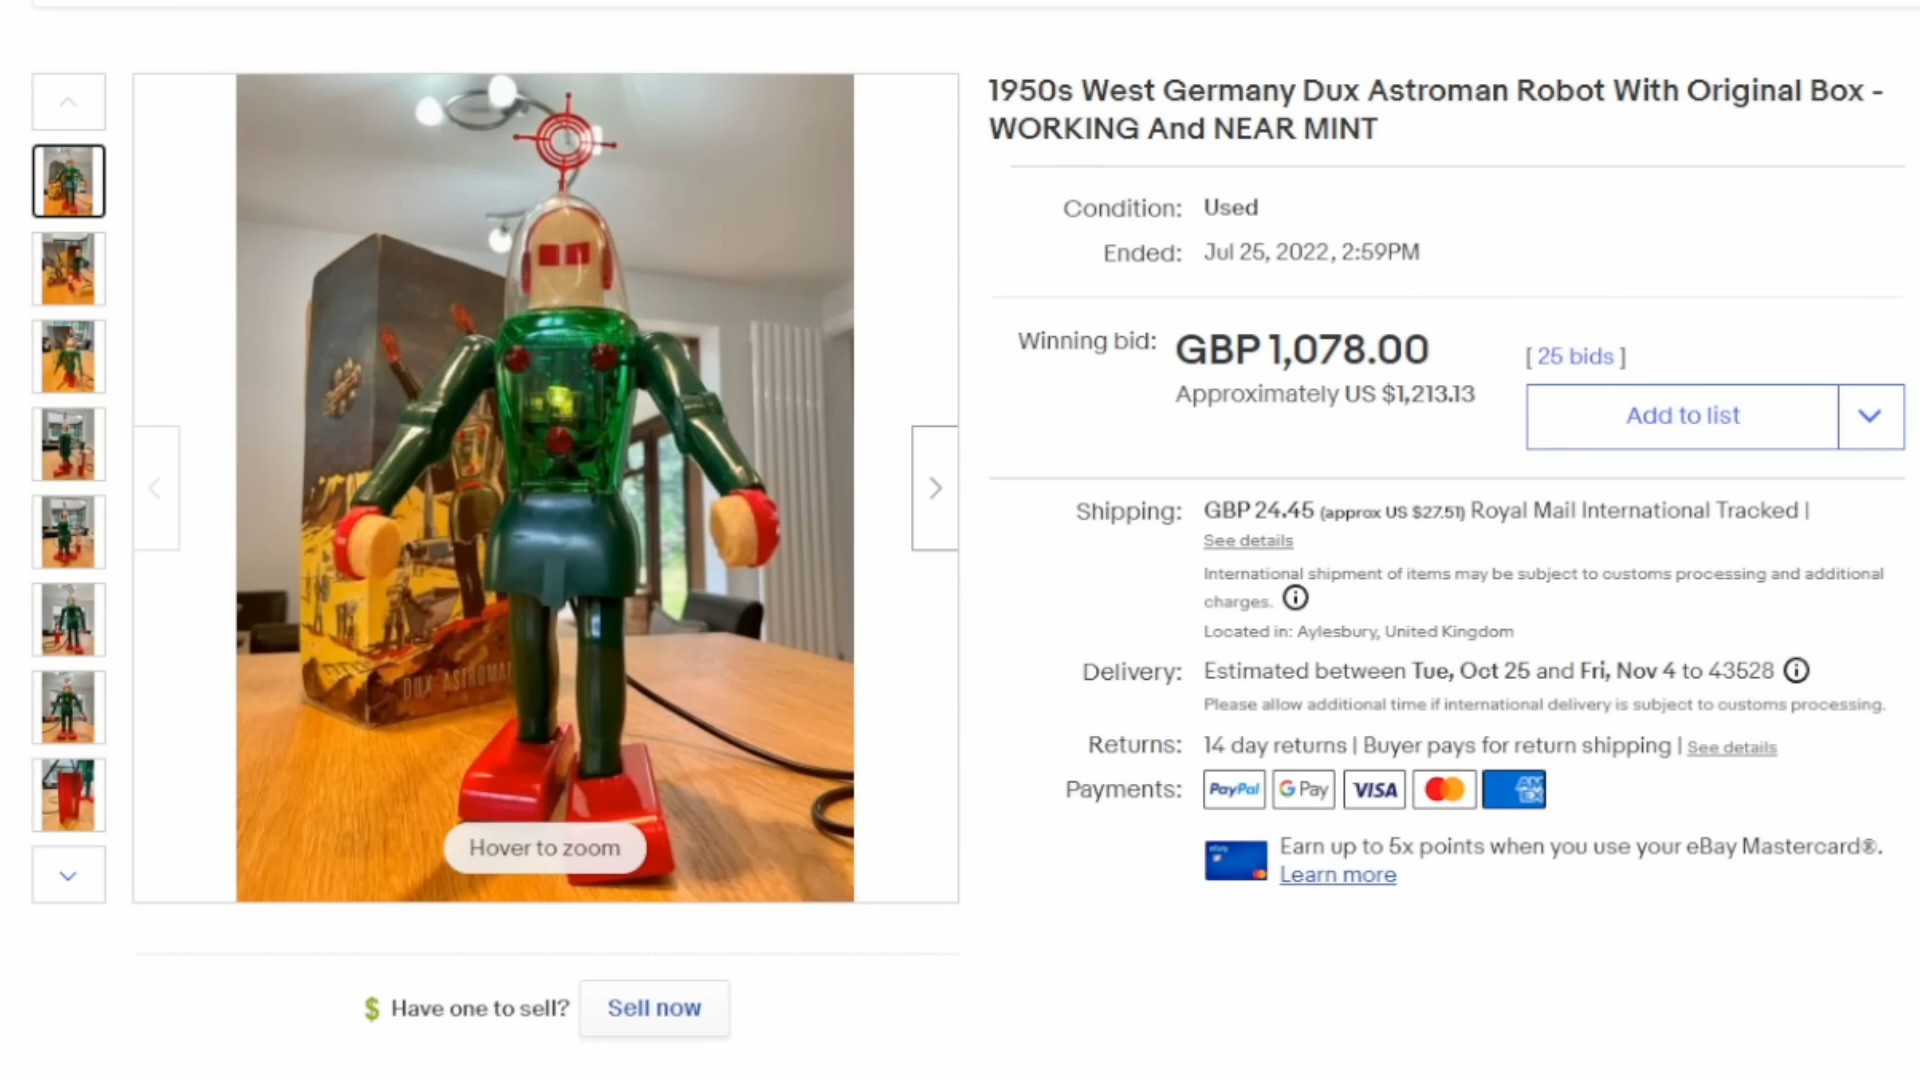 1950s West Germany Dux Astroman Robot With Original Box -
WORKING And NEAR MINT
Condition: Used
Ended: Jul 25, 2022, 2:59PM
Winning bid: GBP 1,078.00 [ 25 bids ]
Approximately US $1,213.13
Add to list
Shipping: GBP 24.45 (approx US $27.51) Royal Mail International Tracked |
See details
International shipment of items may be subject to customs processing and additional
charges.
Located in: Aylesbury, United Kingdom
Delivery: Estimated between Tue, Oct 25 and Fri, Nov 4 to 43528
Please allow additional time if international delivery is subject to customs processing.
Returns: 14 day returns | Buyer pays for return shipping | See details
Payments: PayPal G Pay VISA AMEX
ebay
Earn up to 5x points when you use your eBay Mastercard®.
Learn more
DUX ASTROMAN
Hover to zoom
$ Have one to sell? Sell now